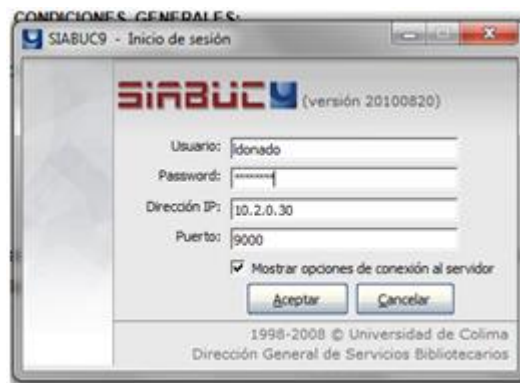 CONDICIONES GENERALES:
SIABUC9 - Inicio de sesión
SIABUC9 (versión 20100820)
Usuario: ldonado
Password: ********
Dirección IP: 10.2.0.30
Puerto: 9000
Mostrar opciones de conexión al servidor
Aceptar Cancelar
1998-2008 © Universidad de Colima
Dirección General de Servicios Bibliotecarios